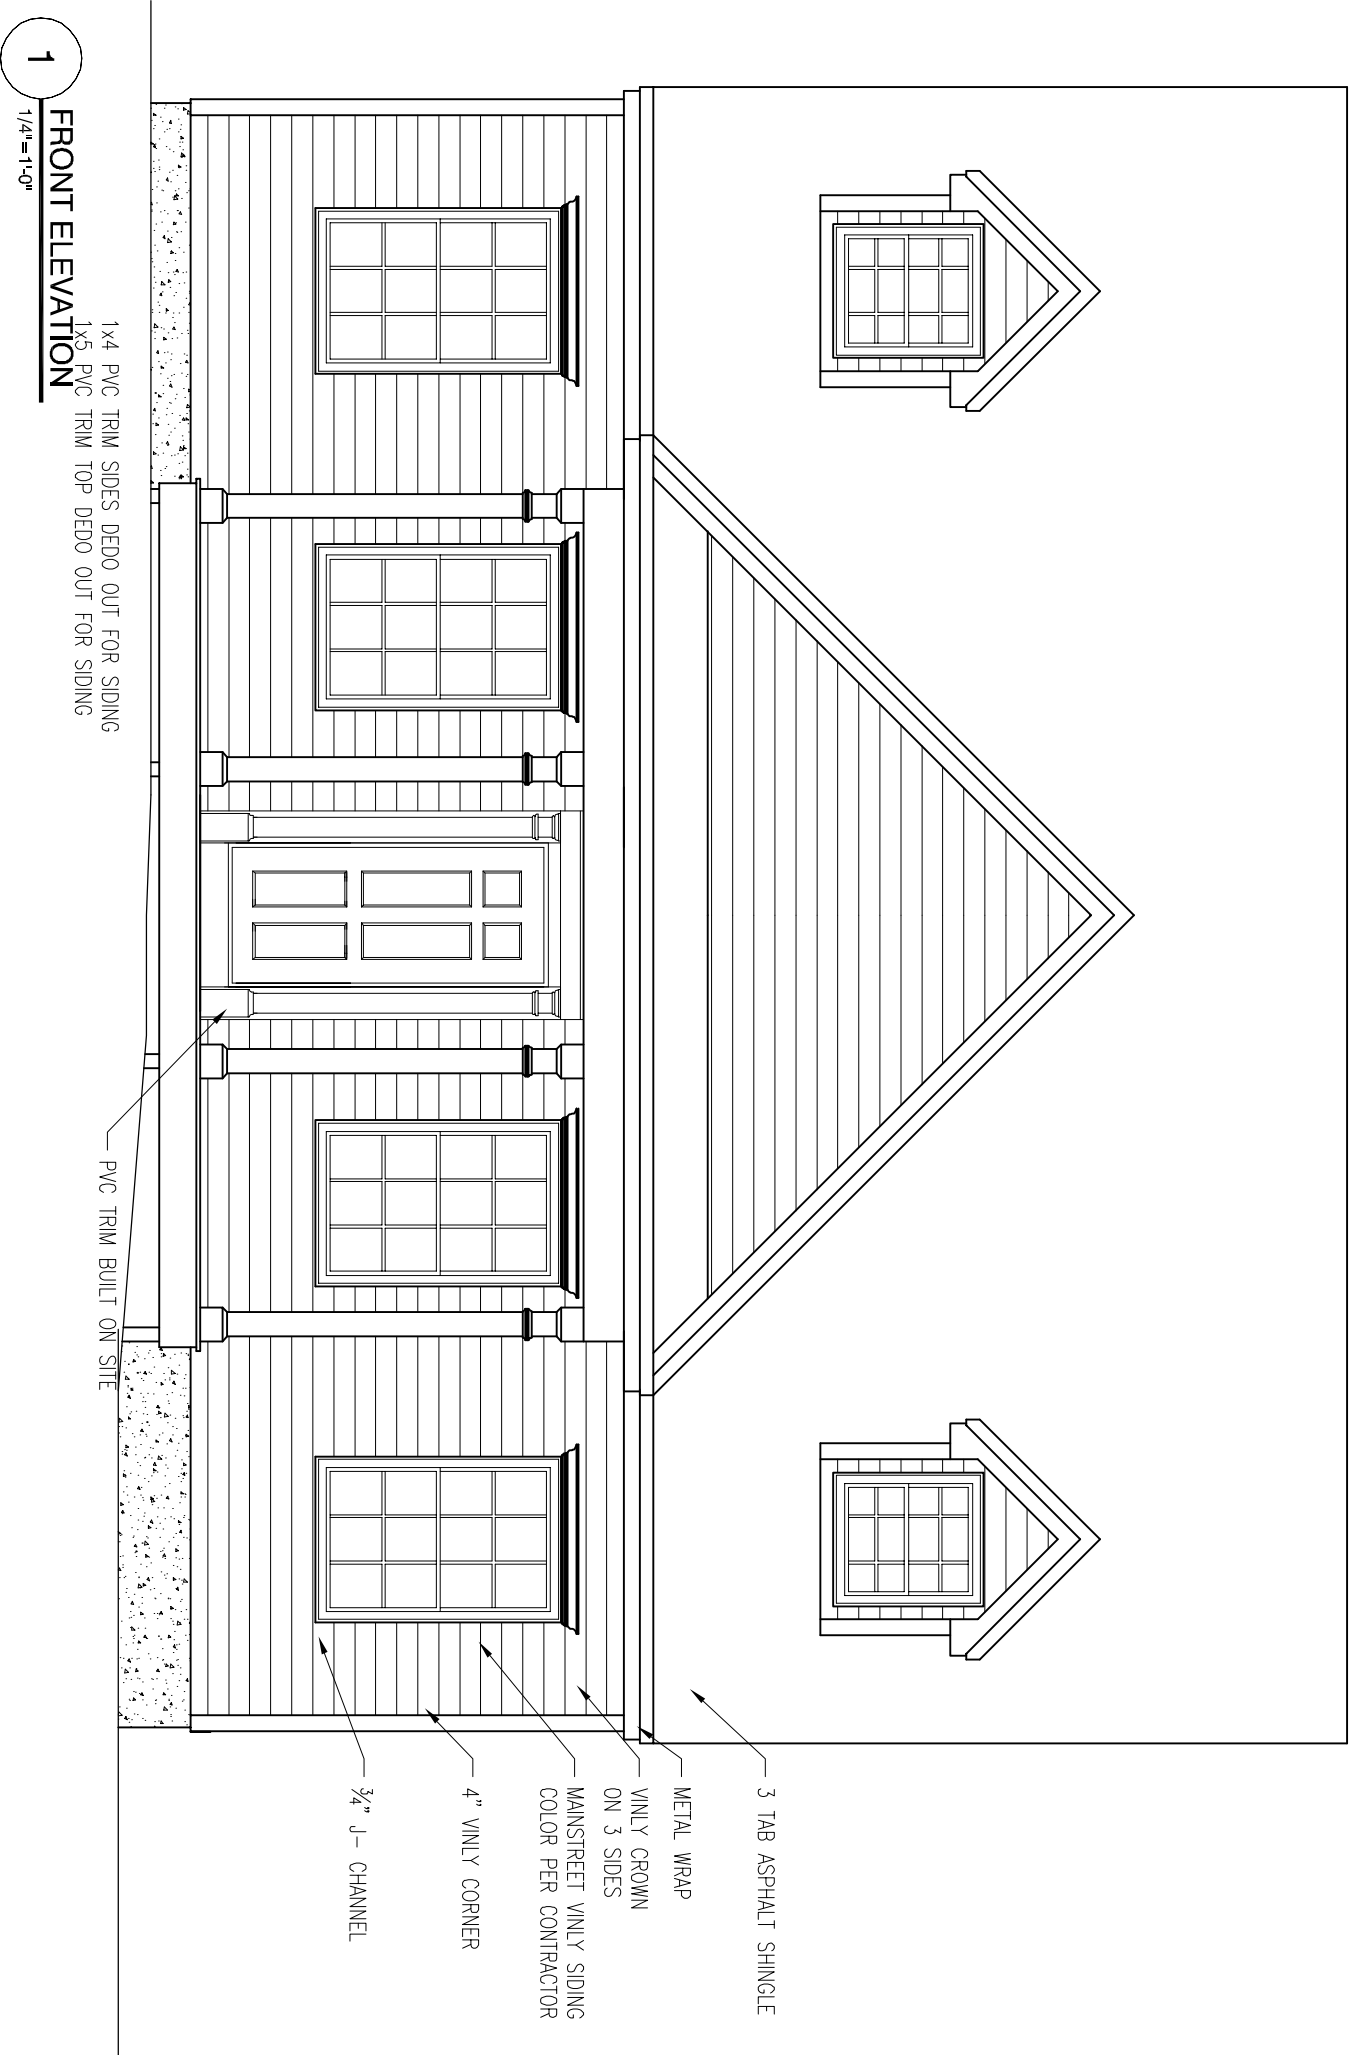 3 TAB ASPHALT SHINGLE
METAL WRAP
VINLY CROWN
ON 3 SIDES
MAINSTREET VINLY SIDING
COLOR PER CONTRACTOR
4" VINLY CORNER
¾" J- CHANNEL
PVC TRIM BUILT ON SITE
1x4 PVC TRIM SIDES DEDO OUT FOR SIDING
1x5 PVC TRIM TOP DEDO OUT FOR SIDING
1
FRONT ELEVATION
1/4"=1'-0"